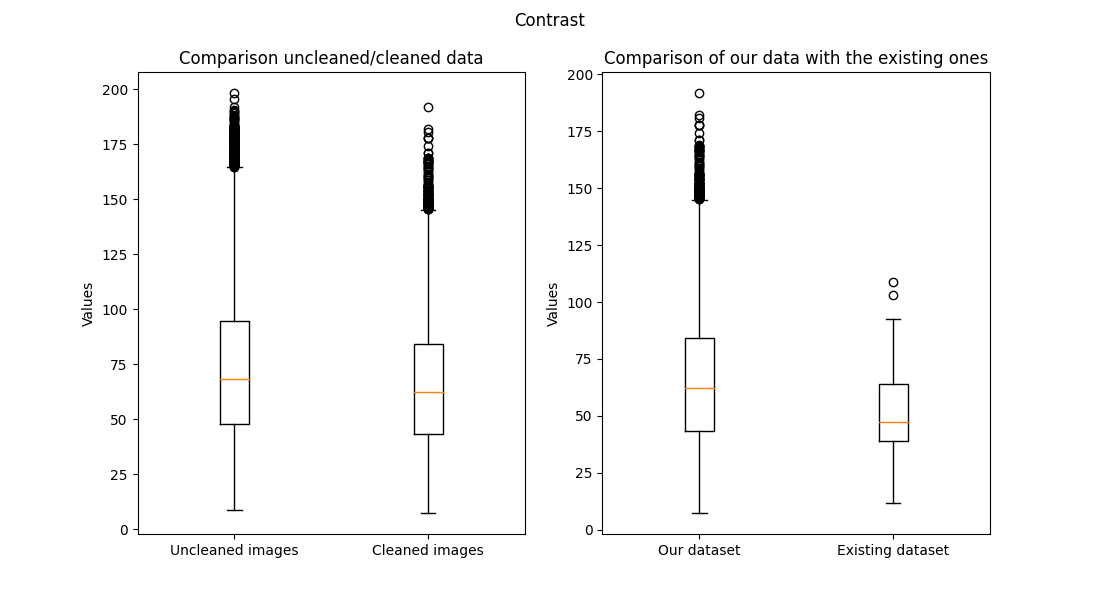 Contrast
Comparison uncleaned/cleaned data
200
175
150
125
100
75
50
25
0
Values
Uncleaned images
Cleaned images
Comparison of our data with the existing ones
200
175
150
125
100
75
50
25
0
Values
Our dataset
Existing dataset